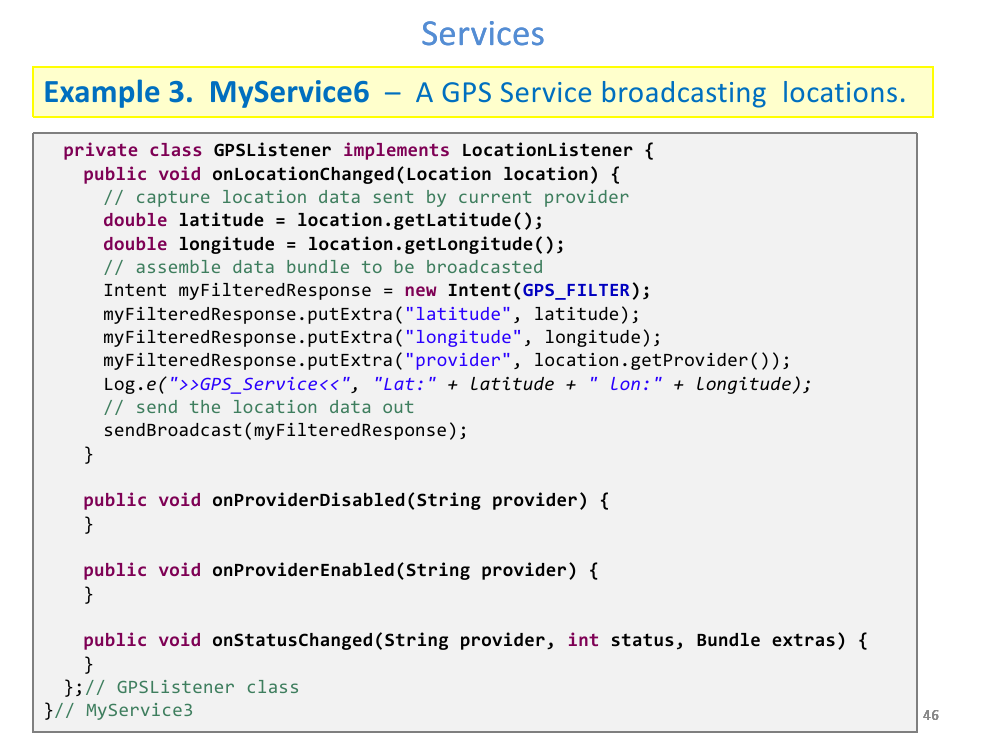 Services
Example 3.  MyService6  –  A GPS Service broadcasting  locations.
private class GPSListener implements LocationListener {
public void onLocationChanged(Location location) {
// capture location data sent by current provider
double latitude = location.getLatitude();
double longitude = location.getLongitude();
// assemble data bundle to be broadcasted
Intent myFilteredResponse = new Intent(GPS_FILTER);
myFilteredResponse.putExtra("latitude", latitude);
myFilteredResponse.putExtra("longitude", longitude);
myFilteredResponse.putExtra("provider", location.getProvider());
Log.e(">>GPS_Service<<", "Lat:" + latitude + " lon:" + longitude);
// send the location data out
sendBroadcast(myFilteredResponse);
}
public void onProviderDisabled(String provider) {
}
public void onProviderEnabled(String provider) {
}
public void onStatusChanged(String provider, int status, Bundle extras) {
}
};// GPSListener class
}// MyService3
46